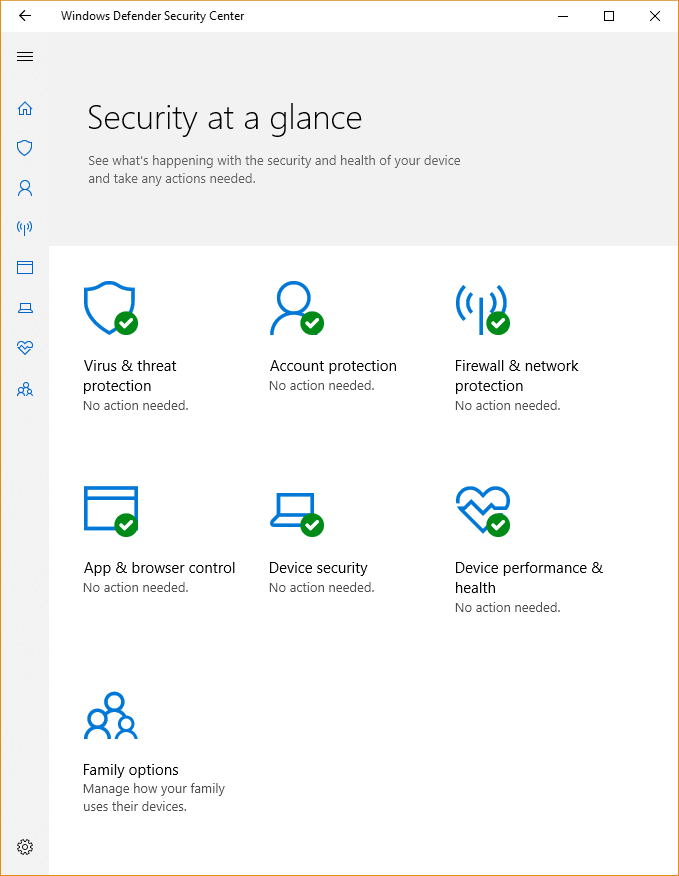 Windows Defender Security Center
Security at a glance
See what's happening with the security and health of your device
and take any actions needed.
Virus & threat
protection
No action needed.
Account protection
No action needed.
Firewall & network
protection
No action needed.
App & browser control
No action needed.
Device security
No action needed.
Device performance &
health
No action needed.
Family options
Manage how your family
uses their devices.